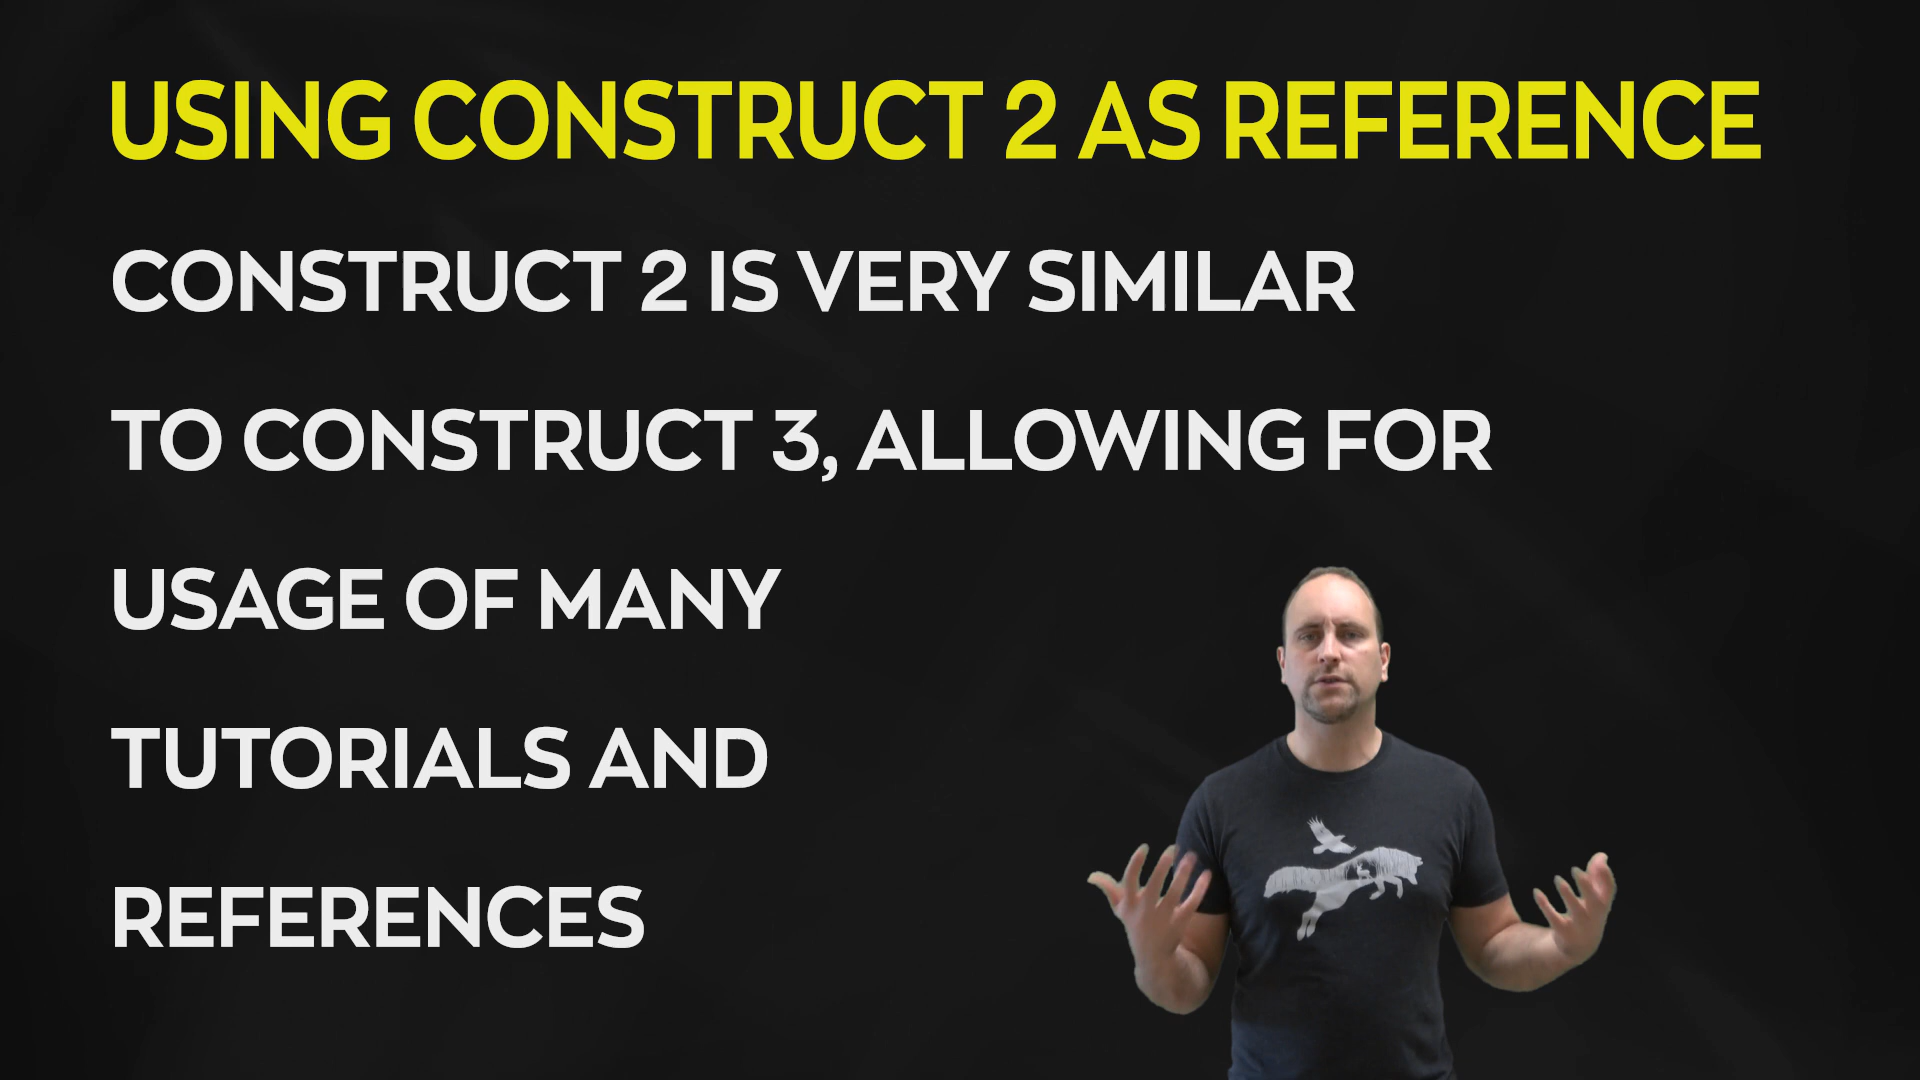 USING CONSTRUCT 2 AS REFERENCE
CONSTRUCT 2 IS VERY SIMILAR
TO CONSTRUCT 3, ALLOWING FOR
USAGE OF MANY
TUTORIALS AND
REFERENCES